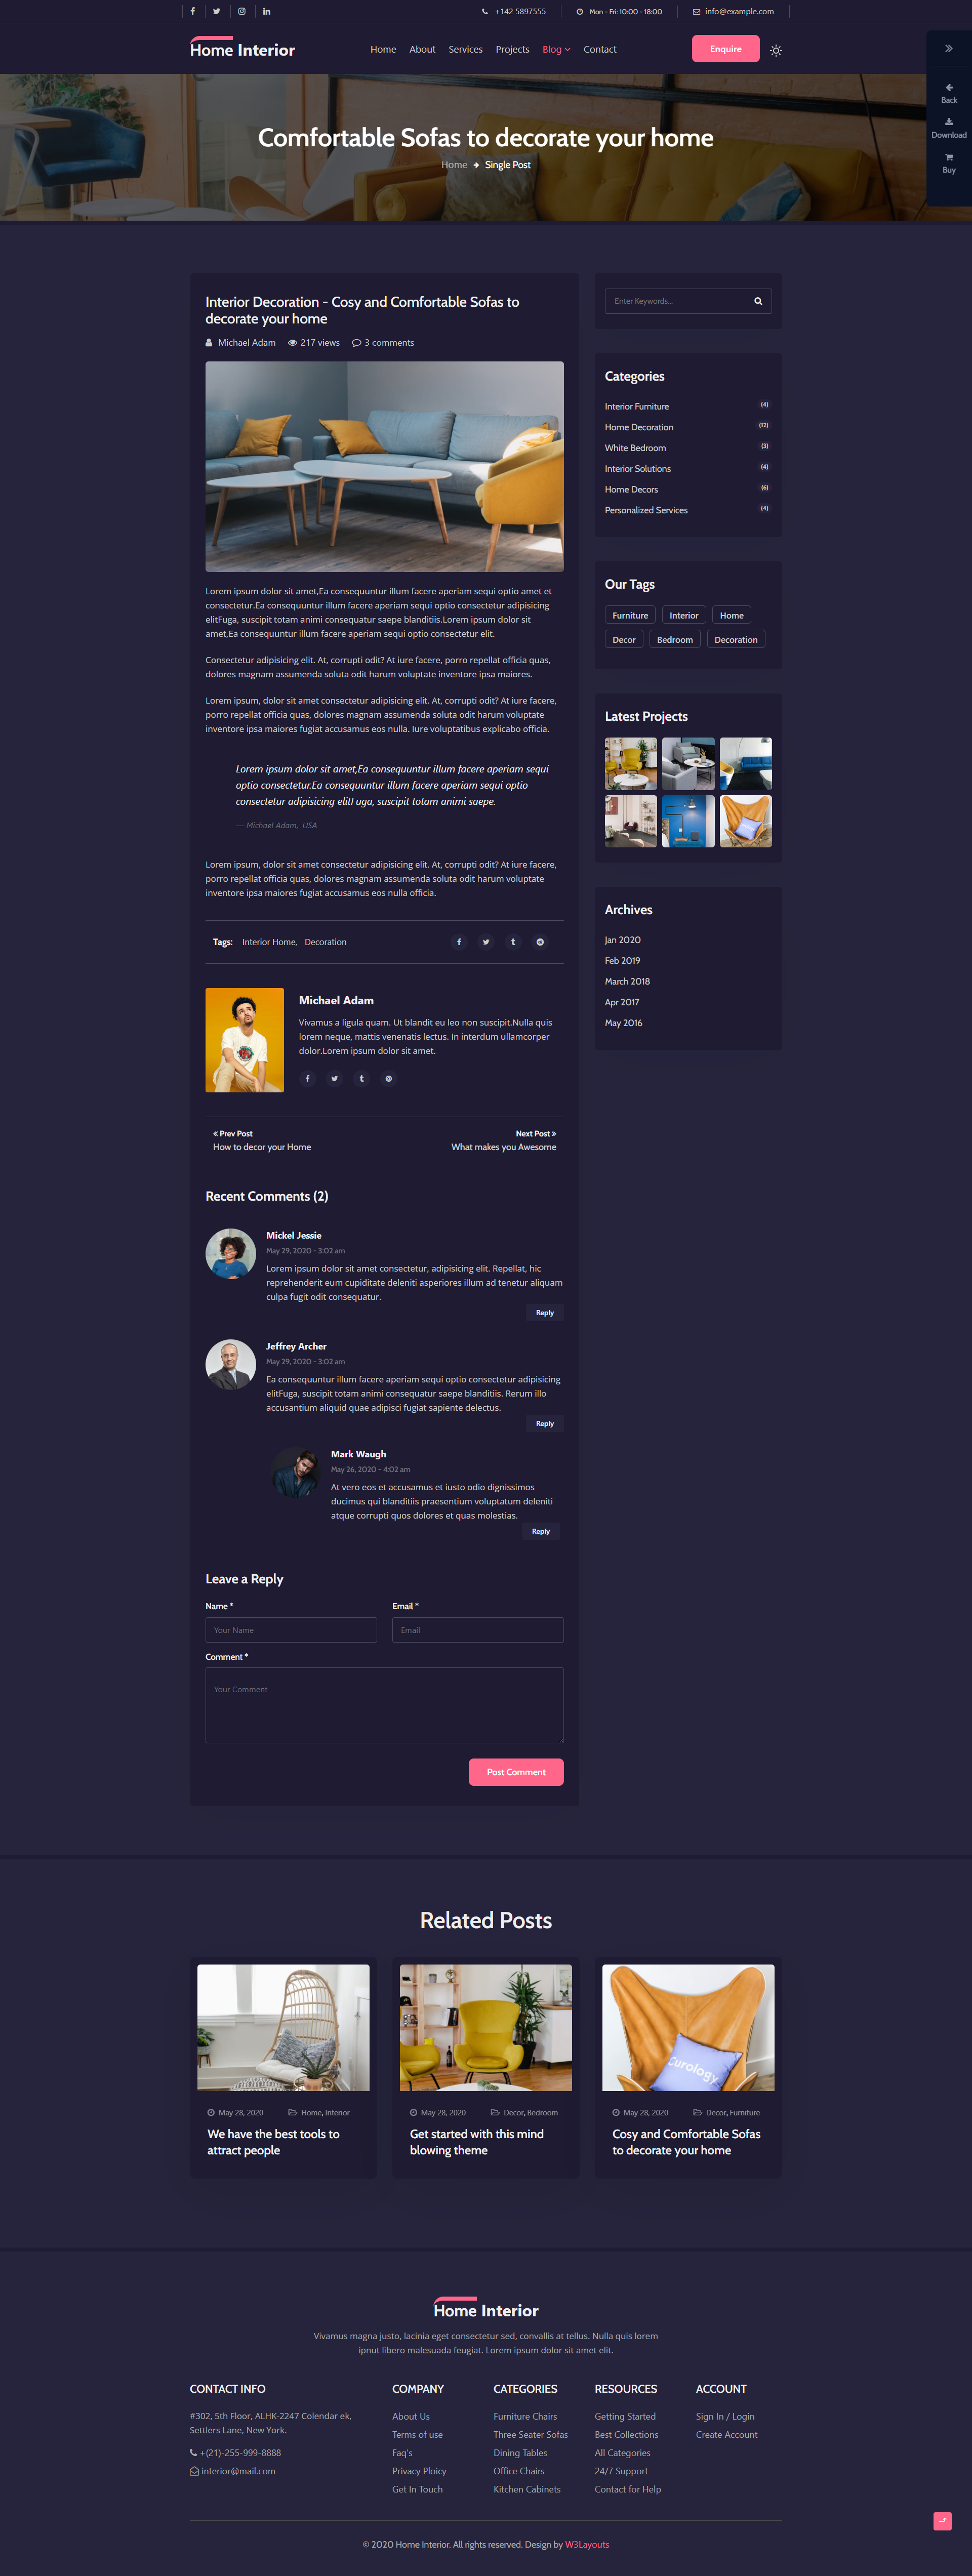 +142 5897555
Mon - Fri: 10:00 - 18:00
info@example.com
Home Interior
Home
About
Services
Projects
Blog
Contact
Enquire
Back
Download
Buy
Comfortable Sofas to decorate your home
Home
Single Post
Interior Decoration - Cosy and Comfortable Sofas to
decorate your home
Michael Adam
217 views
3 comments
Lorem ipsum dolor sit amet,Ea consequuntur illum facere aperiam sequi optio amet et
consectetur.Ea consequuntur illum facere aperiam sequi optio consectetur adipisicing
elitFuga, suscipit totam animi consequatur saepe blanditiis.Lorem ipsum dolor sit
amet,Ea consequuntur illum facere aperiam sequi optio consectetur elit.
Consectetur adipisicing elit. At, corrupti odit? At iure facere, porro repellat officia quas,
dolores magnam assumenda soluta odit harum voluptate inventore ipsa maiores.
Lorem ipsum, dolor sit amet consectetur adipisicing elit. At, corrupti odit? At iure facere,
porro repellat officia quas, dolores magnam assumenda soluta odit harum voluptate
inventore ipsa maiores fugiat accusamus eos nulla. Iure voluptatibus explicabo officia.
Lorem ipsum dolor sit amet,Ea consequuntur illum facere aperiam sequi
optio consectetur.Ea consequuntur illum facere aperiam sequi optio
consectetur adipisicing elitFuga, suscipit totam animi saepe.
— Michael Adam, USA
Lorem ipsum, dolor sit amet consectetur adipisicing elit. At, corrupti odit? At iure facere,
porro repellat officia quas, dolores magnam assumenda soluta odit harum voluptate
inventore ipsa maiores fugiat accusamus eos nulla officia.
Tags: Interior Home, Decoration
Michael Adam
Vivamus a ligula quam. Ut blandit eu leo non suscipit.Nulla quis
lorem neque, mattis venenatis lectus. In interdum ullamcorper
dolor.Lorem ipsum dolor sit amet.
« Prev Post
How to decor your Home
Next Post »
What makes you Awesome
Recent Comments (2)
Mickel Jessie
May 29, 2020 - 3:02 am
Lorem ipsum dolor sit amet consectetur, adipisicing elit. Repellat, hic
reprehenderit eum cupiditate deleniti asperiores illum ad tenetur aliquam
culpa fugit odit consequatur.
Reply
Jeffrey Archer
May 29, 2020 - 3:02 am
Ea consequuntur illum facere aperiam sequi optio consectetur adipisicing
elitFuga, suscipit totam animi consequatur saepe blanditiis. Rerum illo
accusantium aliquid quae adipisci fugiat sapiente delectus.
Reply
Mark Waugh
May 26, 2020 - 4:02 am
At vero eos et accusamus et iusto odio dignissimos
ducimus qui blanditiis praesentium voluptatum deleniti
atque corrupti quos dolores et quas molestias.
Reply
Leave a Reply
Name *
Email *
Your Name
Email
Comment *
Your Comment
Post Comment
Enter Keywords...
Categories
Interior Furniture (4)
Home Decoration (12)
White Bedroom (3)
Interior Solutions (4)
Home Decors (6)
Personalized Services (4)
Our Tags
Furniture
Interior
Home
Decor
Bedroom
Decoration
Latest Projects
Archives
Jan 2020
Feb 2019
March 2018
Apr 2017
May 2016
Related Posts
May 28, 2020
Home, Interior
We have the best tools to
attract people
May 28, 2020
Decor, Bedroom
Get started with this mind
blowing theme
Curology
May 28, 2020
Decor, Furniture
Cosy and Comfortable Sofas
to decorate your home
Home Interior
Vivamus magna justo, lacinia eget consectetur sed, convallis at tellus. Nulla quis lorem
ipnut libero malesuada feugiat. Lorem ipsum dolor sit amet elit.
CONTACT INFO
#302, 5th Floor, ALHK-2247 Colendar ek,
Settlers Lane, New York.
+(21)-255-999-8888
interior@mail.com
COMPANY
About Us
Terms of use
Faq's
Privacy Ploicy
Get In Touch
CATEGORIES
Furniture Chairs
Three Seater Sofas
Dining Tables
Office Chairs
Kitchen Cabinets
RESOURCES
Getting Started
Best Collections
All Categories
24/7 Support
Contact for Help
ACCOUNT
Sign In / Login
Create Account
© 2020 Home Interior. All rights reserved. Design by W3Layouts